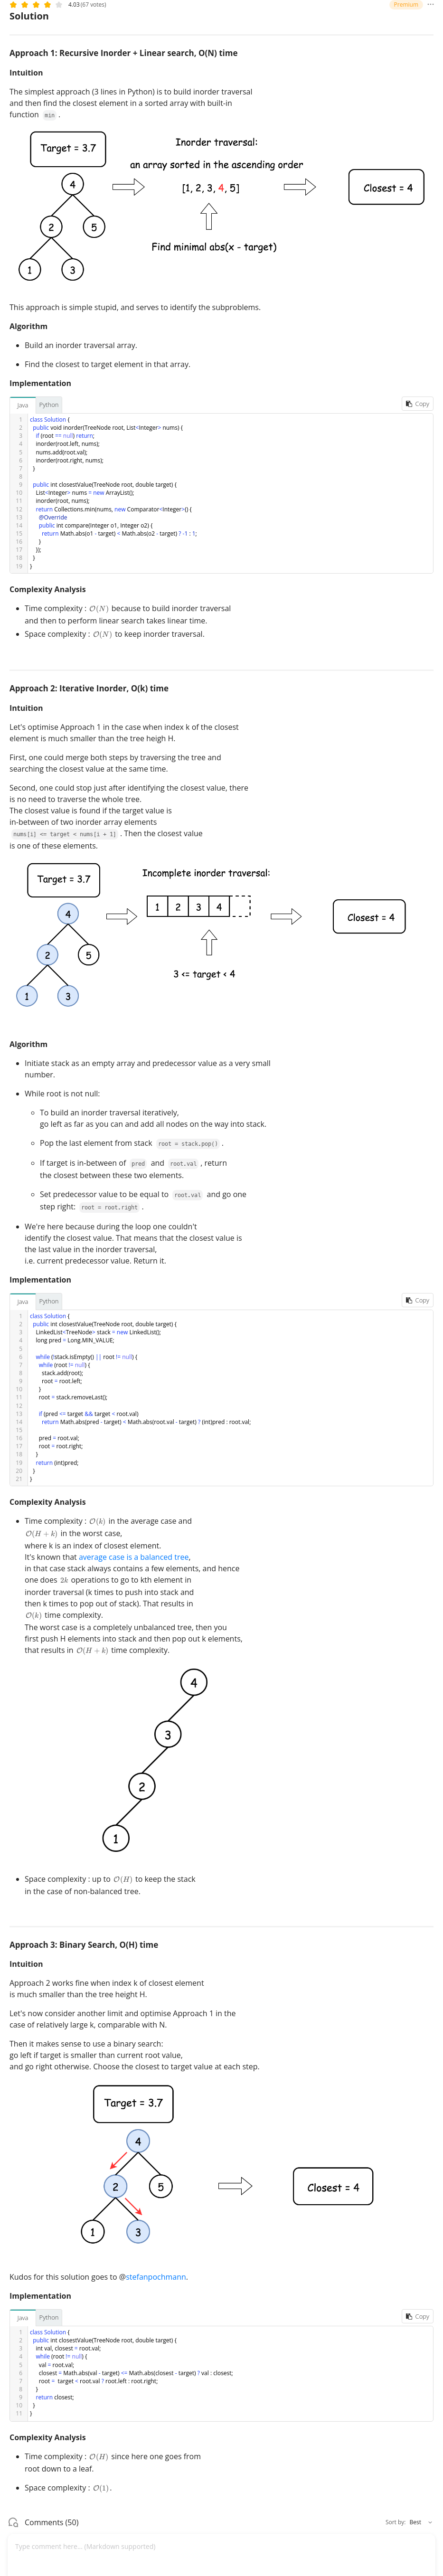 4.03 (67 votes)
Premium
Solution
Approach 1: Recursive Inorder + Linear search, O(N) time
Intuition
The simplest approach (3 lines in Python) is to build inorder traversal
and then find the closest element in a sorted array with built-in
function min .
Target = 3.7
Inorder traversal:
an array sorted in the ascending order
[1, 2, 3, 4, 5]
Closest = 4
Find minimal abs(x - target)
4
2
5
1
3
This approach is simple stupid, and serves to identify the subproblems.
Algorithm
• Build an inorder traversal array.
• Find the closest to target element in that array.
Implementation
Java
Python
Copy
1 class Solution {
2 public void inorder(TreeNode root, List<Integer> nums) {
3 if (root == null) return;
4 inorder(root.left, nums);
5 nums.add(root.val);
6 inorder(root.right, nums);
7 }
8
9 public int closestValue(TreeNode root, double target) {
10 List<Integer> nums = new ArrayList();
11 inorder(root, nums);
12 return Collections.min(nums, new Comparator<Integer>() {
13 @Override
14 public int compare(Integer o1, Integer o2) {
15 return Math.abs(o1 - target) < Math.abs(o2 - target) ? -1 : 1;
16 }
17 });
18 }
19 }
Complexity Analysis
• Time complexity : O(N) because to build inorder traversal
and then to perform linear search takes linear time.
• Space complexity : O(N) to keep inorder traversal.
Approach 2: Iterative Inorder, O(k) time
Intuition
Let's optimise Approach 1 in the case when index k of the closest
element is much smaller than the tree heigh H.
First, one could merge both steps by traversing the tree and
searching the closest value at the same time.
Second, one could stop just after identifying the closest value, there
is no need to traverse the whole tree.
The closest value is found if the target value is
in-between of two inorder array elements
nums[i] <= target < nums[i + 1] . Then the closest value
is one of these elements.
Target = 3.7
Incomplete inorder traversal:
1 2 3 4
Closest = 4
3 <= target < 4
4
2
5
1
3
Algorithm
• Initiate stack as an empty array and predecessor value as a very small
number.
• While root is not null:
○ To build an inorder traversal iteratively,
go left as far as you can and add all nodes on the way into stack.
○ Pop the last element from stack root = stack.pop() .
○ If target is in-between of pred and root.val , return
the closest between these two elements.
○ Set predecessor value to be equal to root.val and go one
step right: root = root.right .
• We're here because during the loop one couldn't
identify the closest value. That means that the closest value is
the last value in the inorder traversal,
i.e. current predecessor value. Return it.
Implementation
Java
Python
Copy
1 class Solution {
2 public int closestValue(TreeNode root, double target) {
3 LinkedList<TreeNode> stack = new LinkedList();
4 long pred = Long.MIN_VALUE;
5
6 while (!stack.isEmpty() || root != null) {
7 while (root != null) {
8 stack.add(root);
9 root = root.left;
10 }
11 root = stack.removeLast();
12
13 if (pred <= target && target < root.val)
14 return Math.abs(pred - target) < Math.abs(root.val - target) ? (int)pred : root.val;
15
16 pred = root.val;
17 root = root.right;
18 }
19 return (int)pred;
20 }
21 }
Complexity Analysis
• Time complexity : O(k) in the average case and
O(H + k) in the worst case,
where k is an index of closest element.
It's known that average case is a balanced tree,
in that case stack always contains a few elements, and hence
one does 2k operations to go to kth element in
inorder traversal (k times to push into stack and
then k times to pop out of stack). That results in
O(k) time complexity.
The worst case is a completely unbalanced tree, then you
first push H elements into stack and then pop out k elements,
that results in O(H + k) time complexity.
4
3
2
1
• Space complexity : up to O(H) to keep the stack
in the case of non-balanced tree.
Approach 3: Binary Search, O(H) time
Intuition
Approach 2 works fine when index k of closest element
is much smaller than the tree height H.
Let's now consider another limit and optimise Approach 1 in the
case of relatively large k, comparable with N.
Then it makes sense to use a binary search:
go left if target is smaller than current root value,
and go right otherwise. Choose the closest to target value at each step.
Target = 3.7
4
2
5
1
3
Closest = 4
Kudos for this solution goes to @stefanpochmann.
Implementation
Java
Python
Copy
1 class Solution {
2 public int closestValue(TreeNode root, double target) {
3 int val, closest = root.val;
4 while (root != null) {
5 val = root.val;
6 closest = Math.abs(val - target) <= Math.abs(closest - target) ? val : closest;
7 root = target < root.val ? root.left : root.right;
8 }
9 return closest;
10 }
11 }
Complexity Analysis
• Time complexity : O(H) since here one goes from
root down to a leaf.
• Space complexity : O(1).
Comments (50)
Sort by: Best
Type comment here... (Markdown supported)